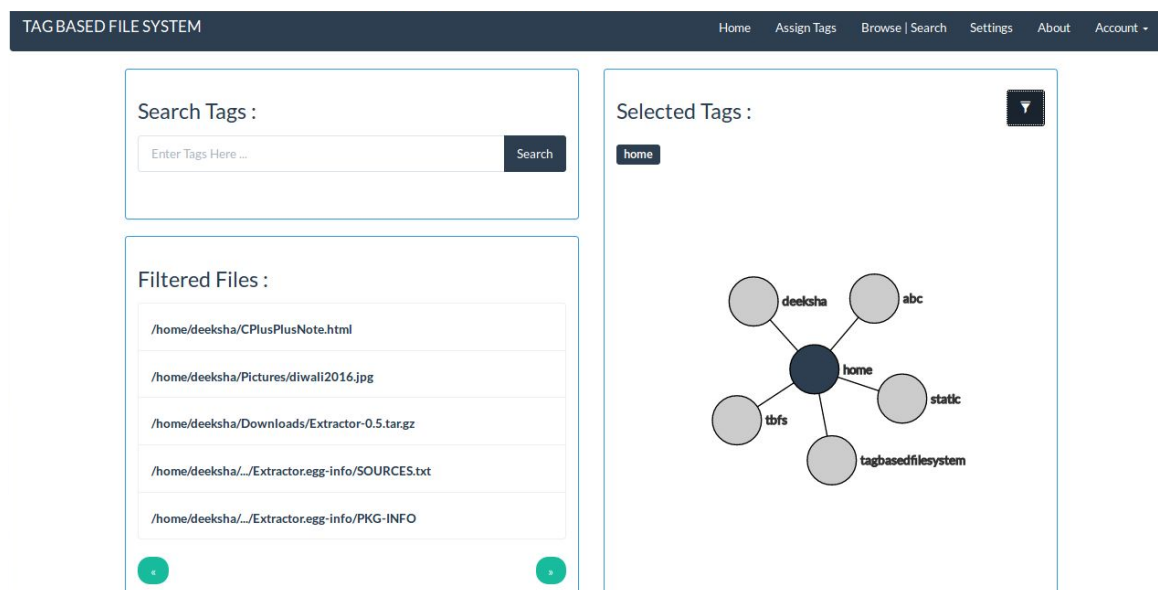 TAG BASED FILE SYSTEM
Home Assign Tags Browse | Search Settings About Account
Search Tags :
Enter Tags Here ...
Search
Filtered Files :
/home/deeksha/CPlusPlusNote.html
/home/deeksha/Pictures/diwali2016.jpg
/home/deeksha/Downloads/Extractor-0.5.tar.gz
/home/deeksha/.../Extractor.egg-info/SOURCES.txt
/home/deeksha/.../Extractor.egg-info/PKG-INFO
«
»
Selected Tags :
home
deeksha
abc
home
static
tbfs
tagbasedfilesystem